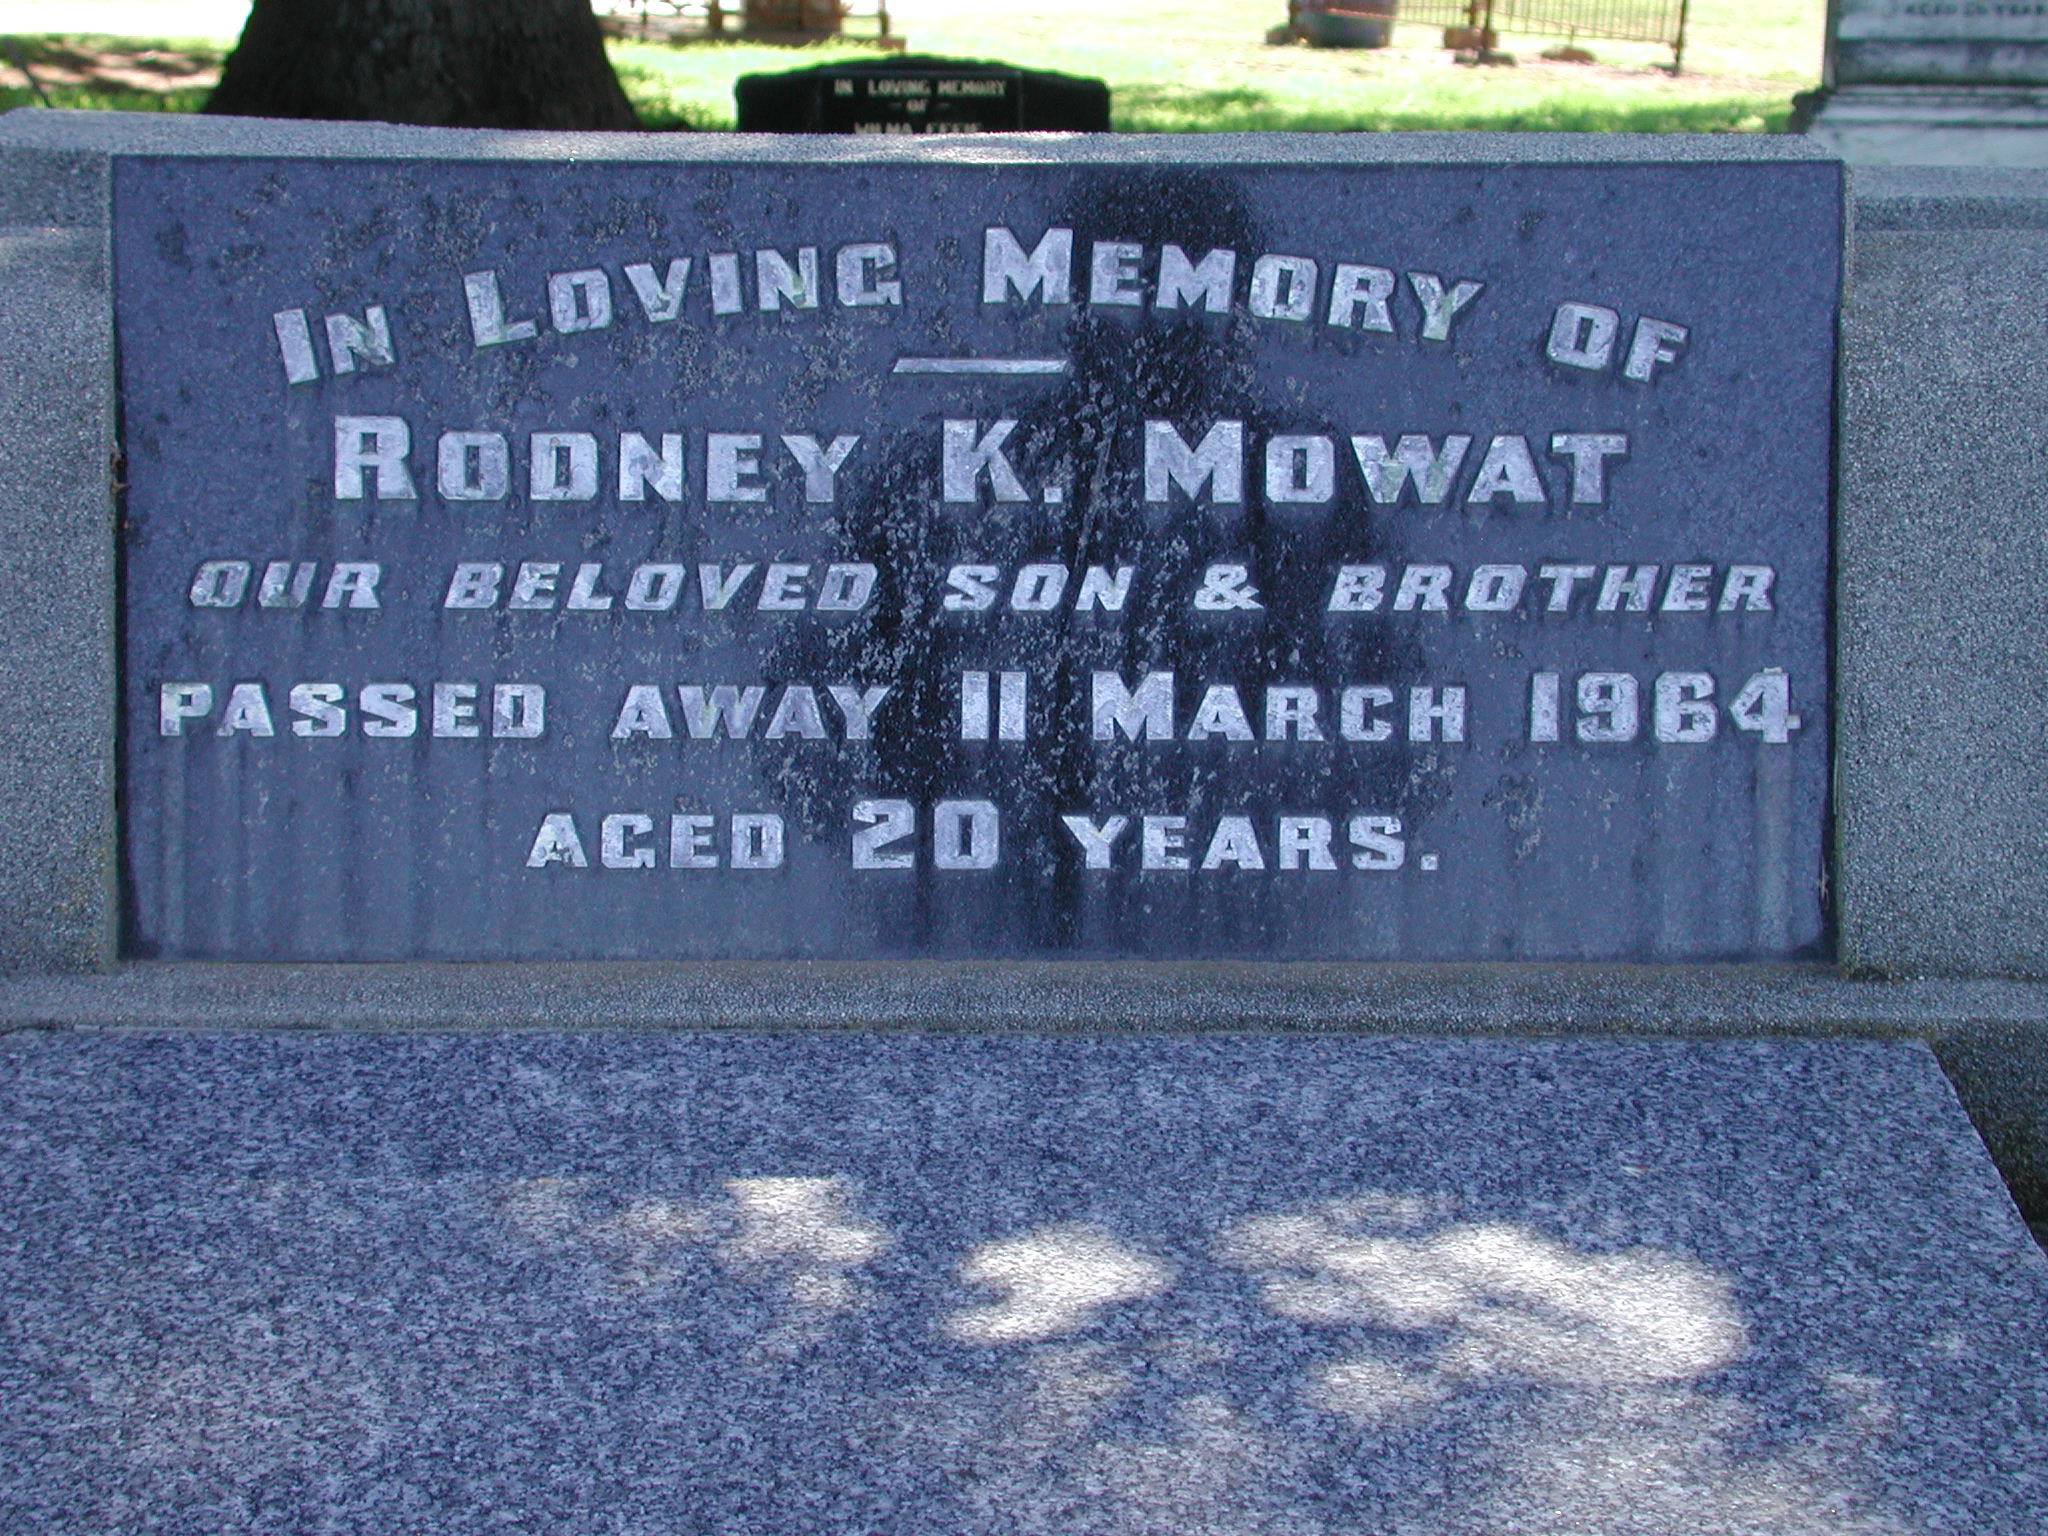 IN LOVING MEMORY
OF
WILMA
IN LOVING MEMORY OF
RODNEY K. MOWAT
OUR BELOVED SON & BROTHER
PASSED AWAY 11 MARCH 1964
AGED 20 YEARS.